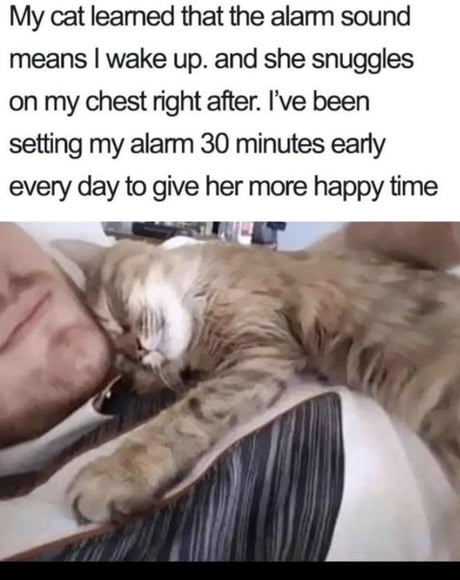 My cat learned that the alarm sound
means I wake up. and she snuggles
on my chest right after. I've been
setting my alarm 30 minutes early
every day to give her more happy time